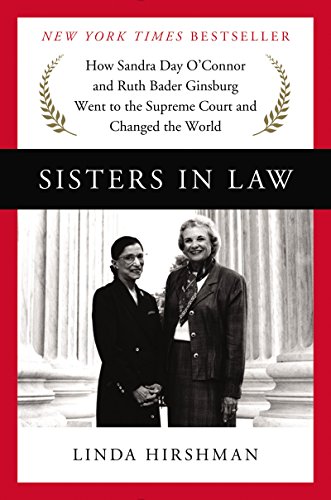 NEW YORK TIMES BESTSELLER
How Sandra Day O'Connor
and Ruth Bader Ginsburg
Went to the Supreme Court and
Changed the World
SISTERS IN LAW
LINDA HIRSHMAN